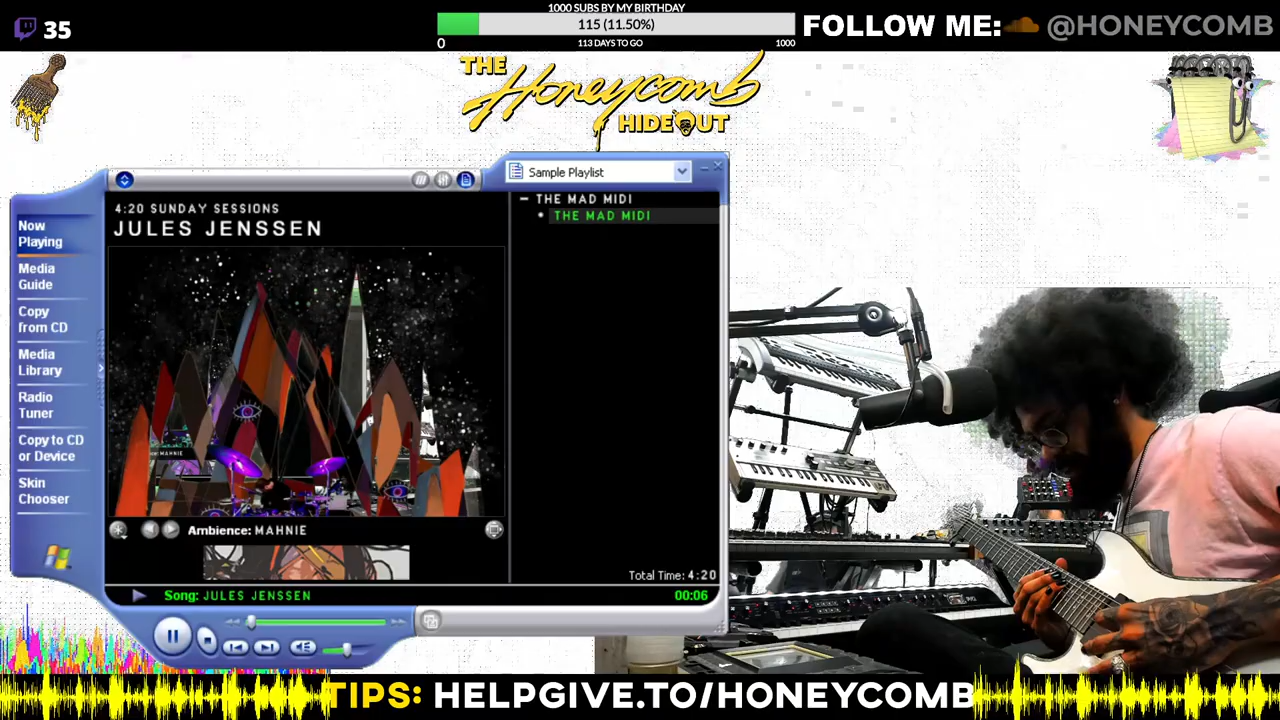 35
1000 SUBS BY MY BIRTHDAY
115 (11.50%)
0
113 DAYS TO GO
1000
FOLLOW ME:
@HONEYCOMB
THE
Honeycomb
HIDEOUT
Sample Playlist
THE MAD MIDI
THE MAD MIDI
4:20 SUNDAY SESSIONS
JULES JENSSEN
Now
Playing
Media
Guide
Copy
from CD
Media
Library
Radio
Tuner
Copy to CD
or Device
Skin
Chooser
Ambience: MAHNIE
Total Time: 4:20
Song: JULES JENSSEN
00:06
TIPS: HELPGIVE.TO/HONEYCOMB